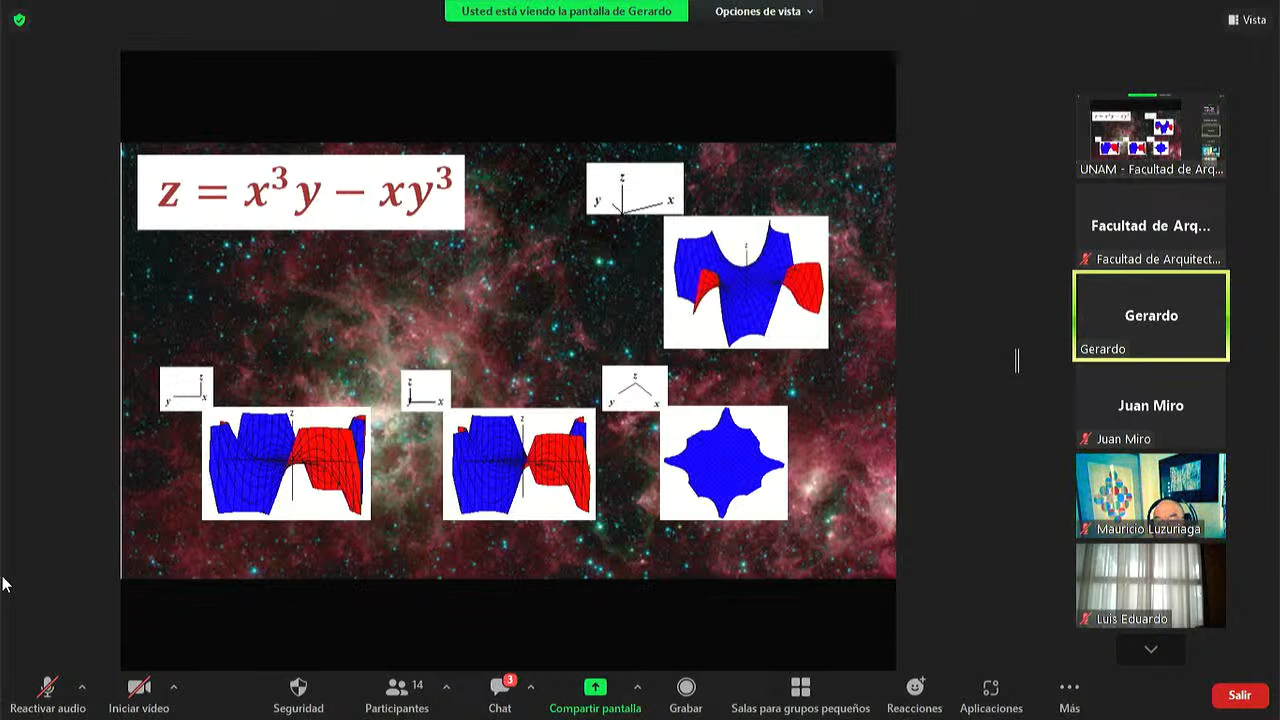 Usted está viendo la pantalla de Gerardo
Opciones de vista
Vista
z = x³y − xy³
z
y
x
z
UNAM - Facultad de Arq...
Facultad de Arq...
Facultad de Arquitect...
Gerardo
Gerardo
Juan Miro
Juan Miro
z
y
x
z
z
y
x
z
z
y
x
Mauricio Luzuriaga
Luis Eduardo
14
3
Reactivar audio
Iniciar vídeo
Seguridad
Participantes
Chat
Compartir pantalla
Grabar
Salas para grupos pequeños
Reacciones
Aplicaciones
Más
Salir